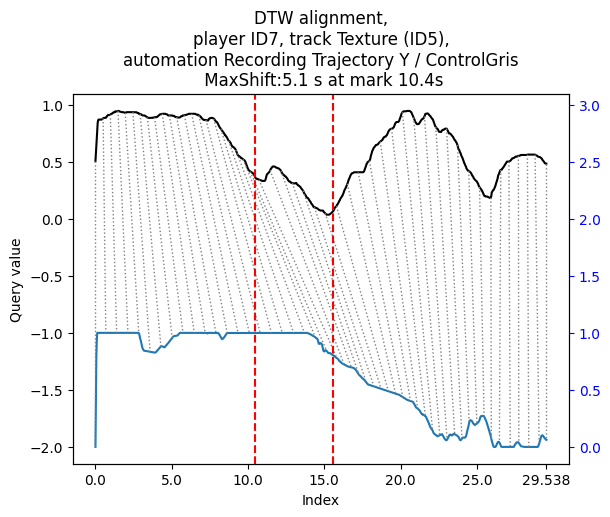 DTW alignment,
player ID7, track Texture (ID5),
automation Recording Trajectory Y / ControlGris
MaxShift:5.1 s at mark 10.4s
1.0
0.5
0.0
−0.5
−1.0
−1.5
−2.0
Query value
3.0
2.5
2.0
1.5
1.0
0.5
0.0
0.0 5.0 10.0 15.0 20.0 25.0 29.538
Index